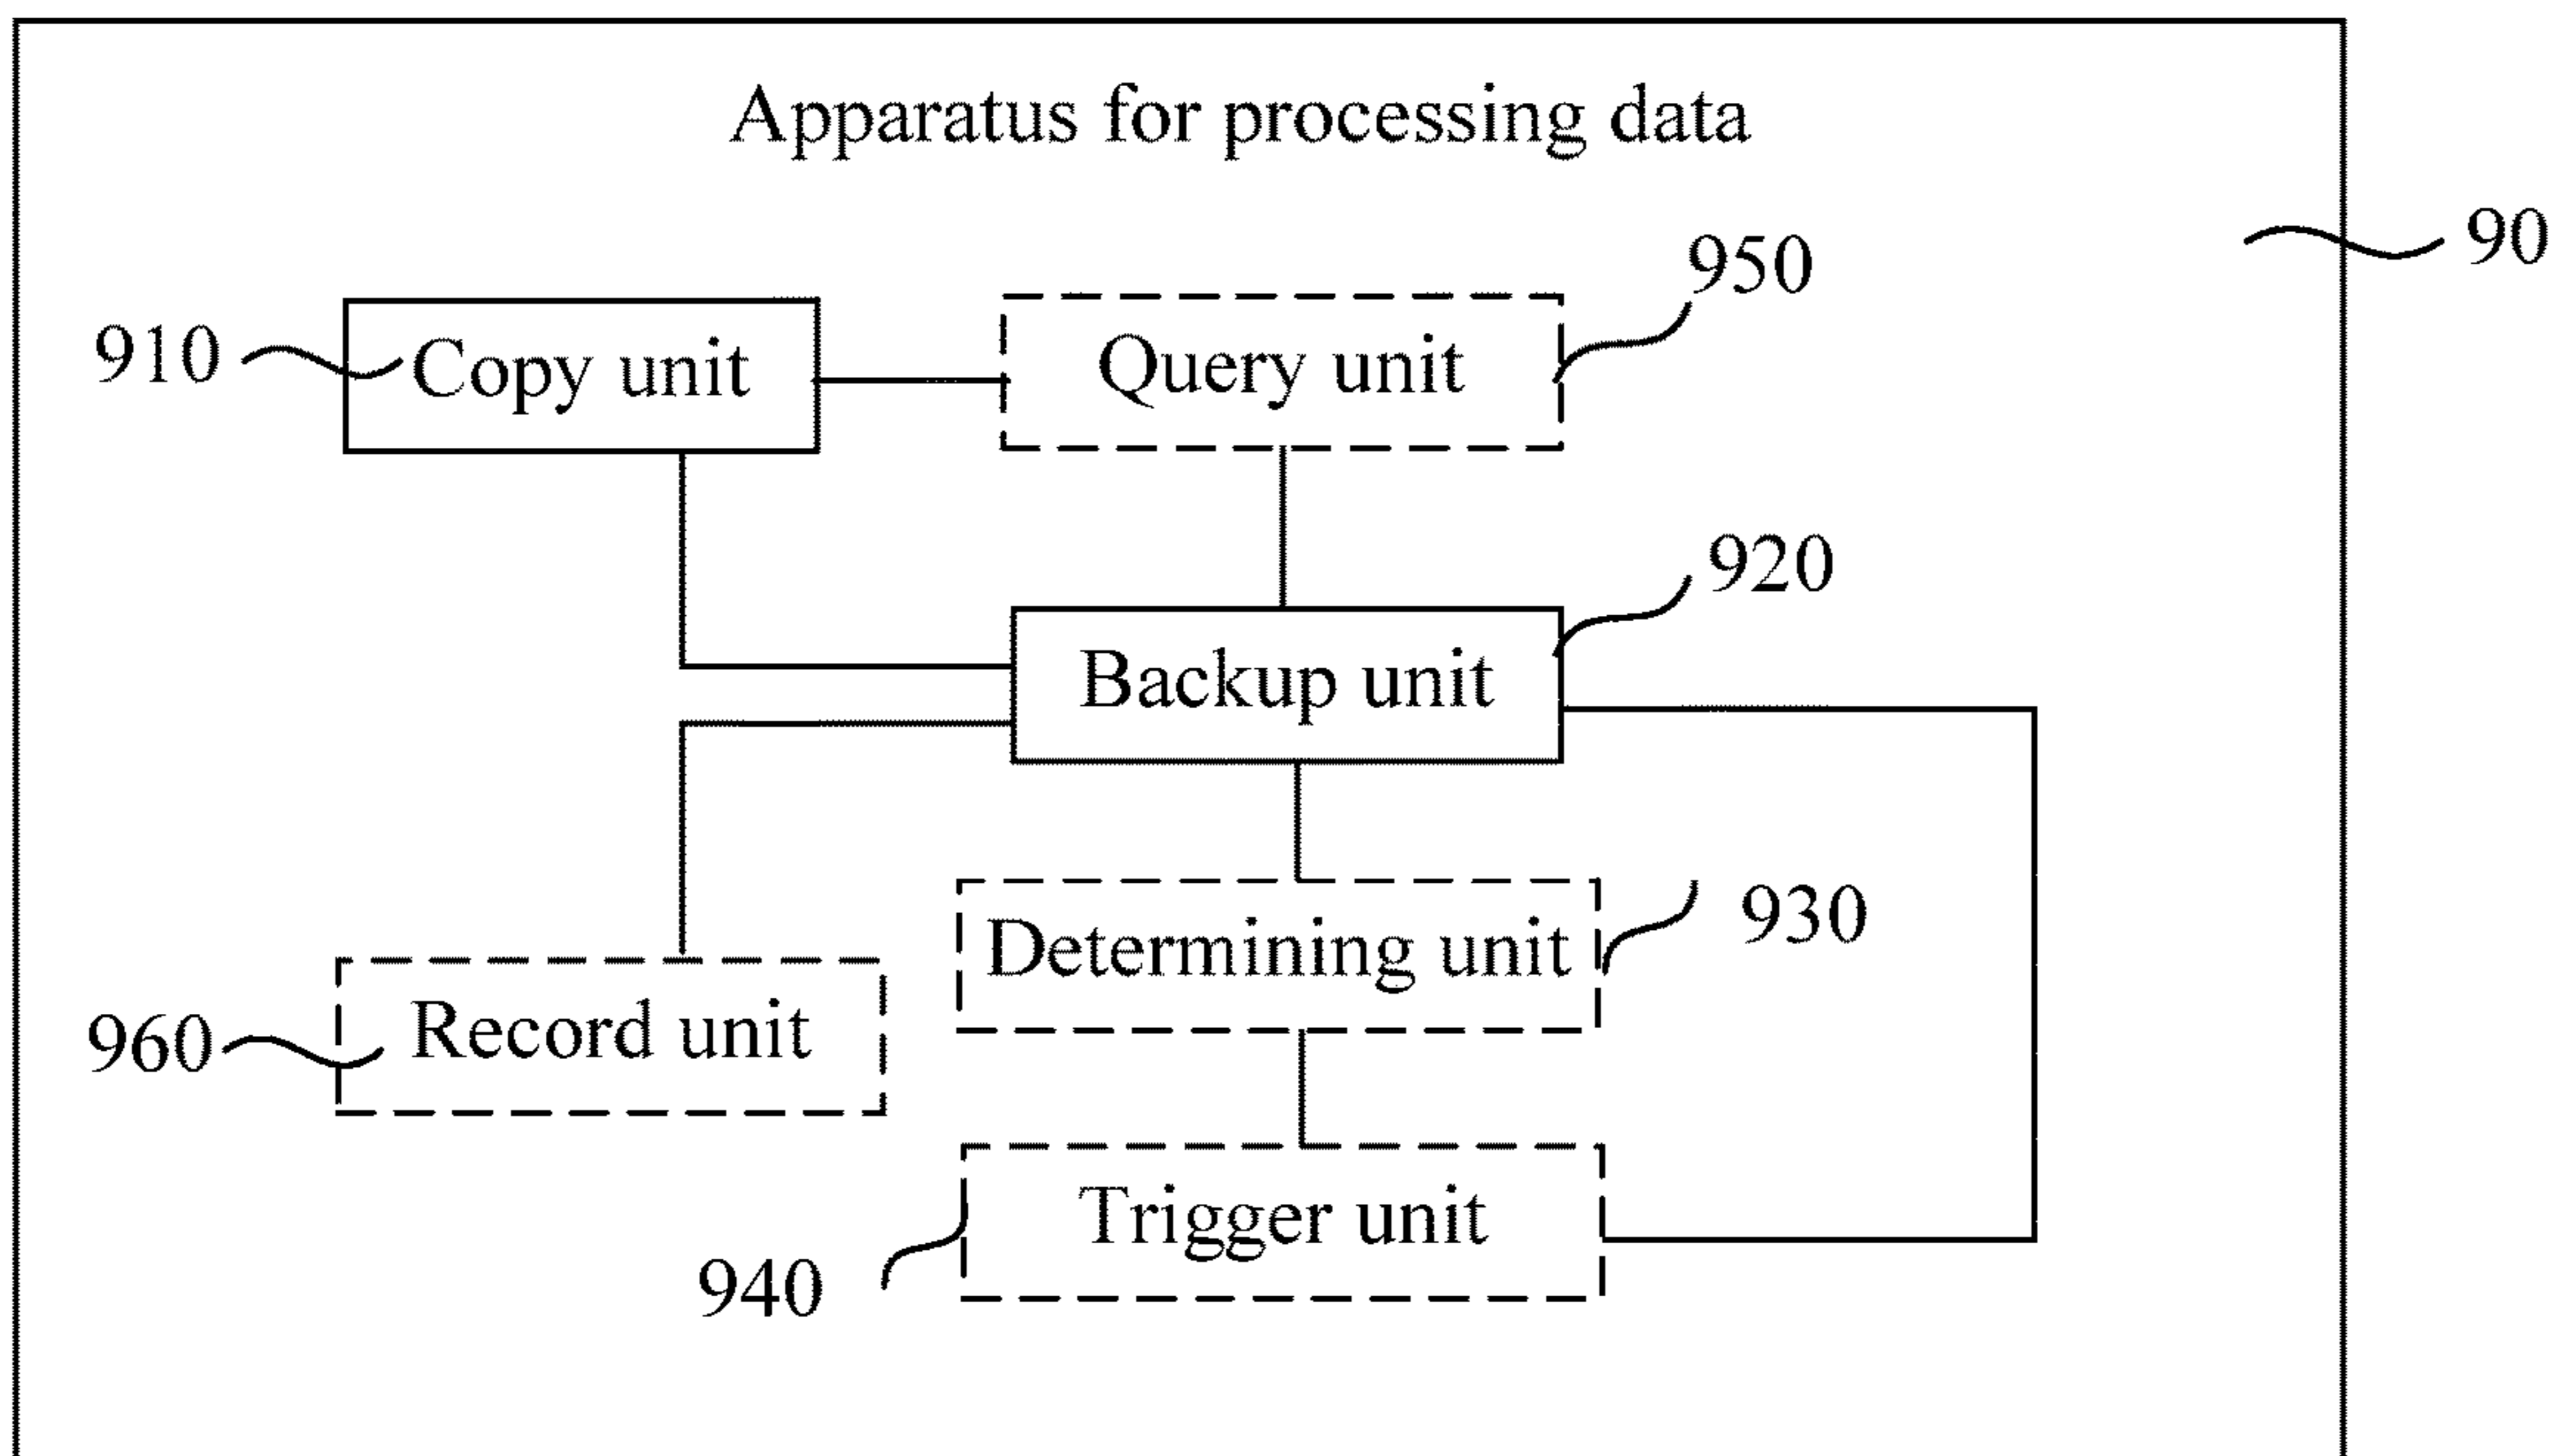 Apparatus for processing data
90
950
910
Copy unit
Query unit
920
Backup unit
930
Determining unit
960
Record unit
Trigger unit
940